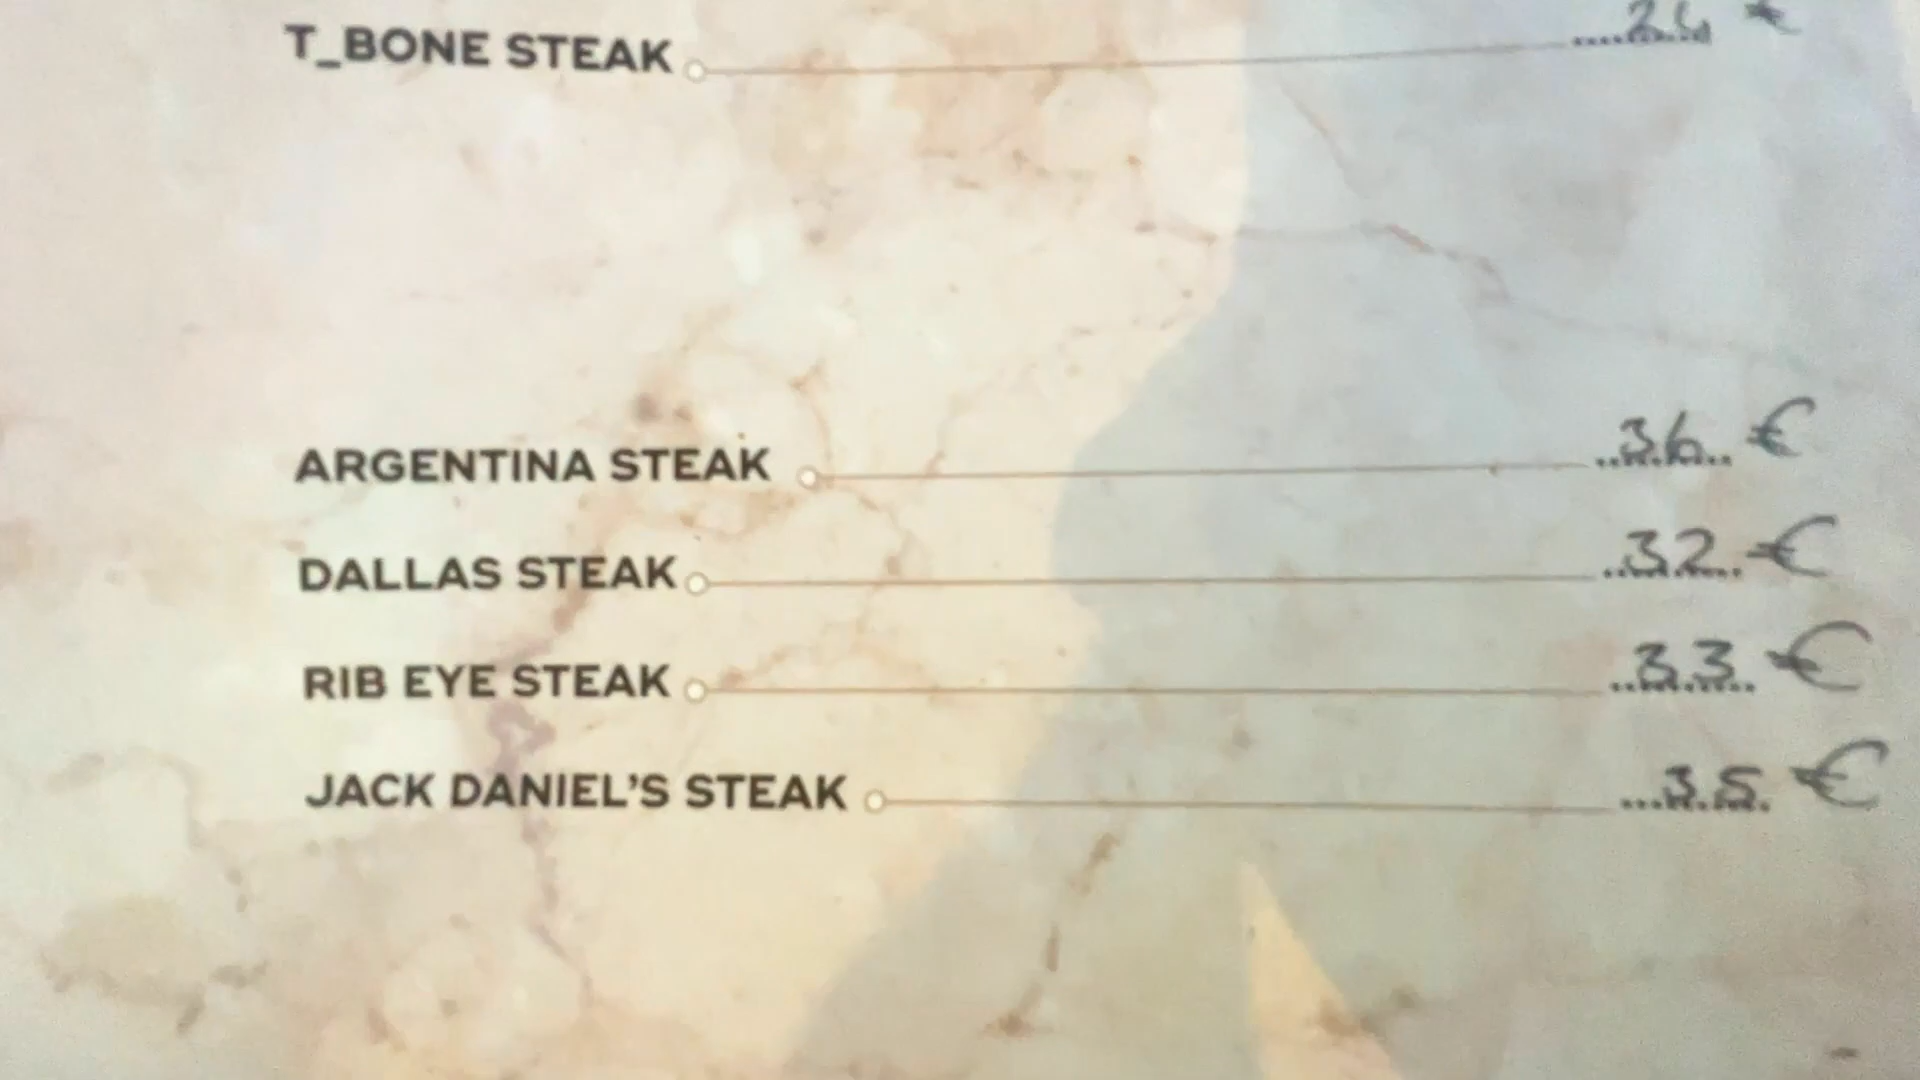 T_BONE STEAK €
ARGENTINA STEAK 36 €
DALLAS STEAK 32 €
RIB EYE STEAK 33 €
JACK DANIEL'S STEAK 35 €